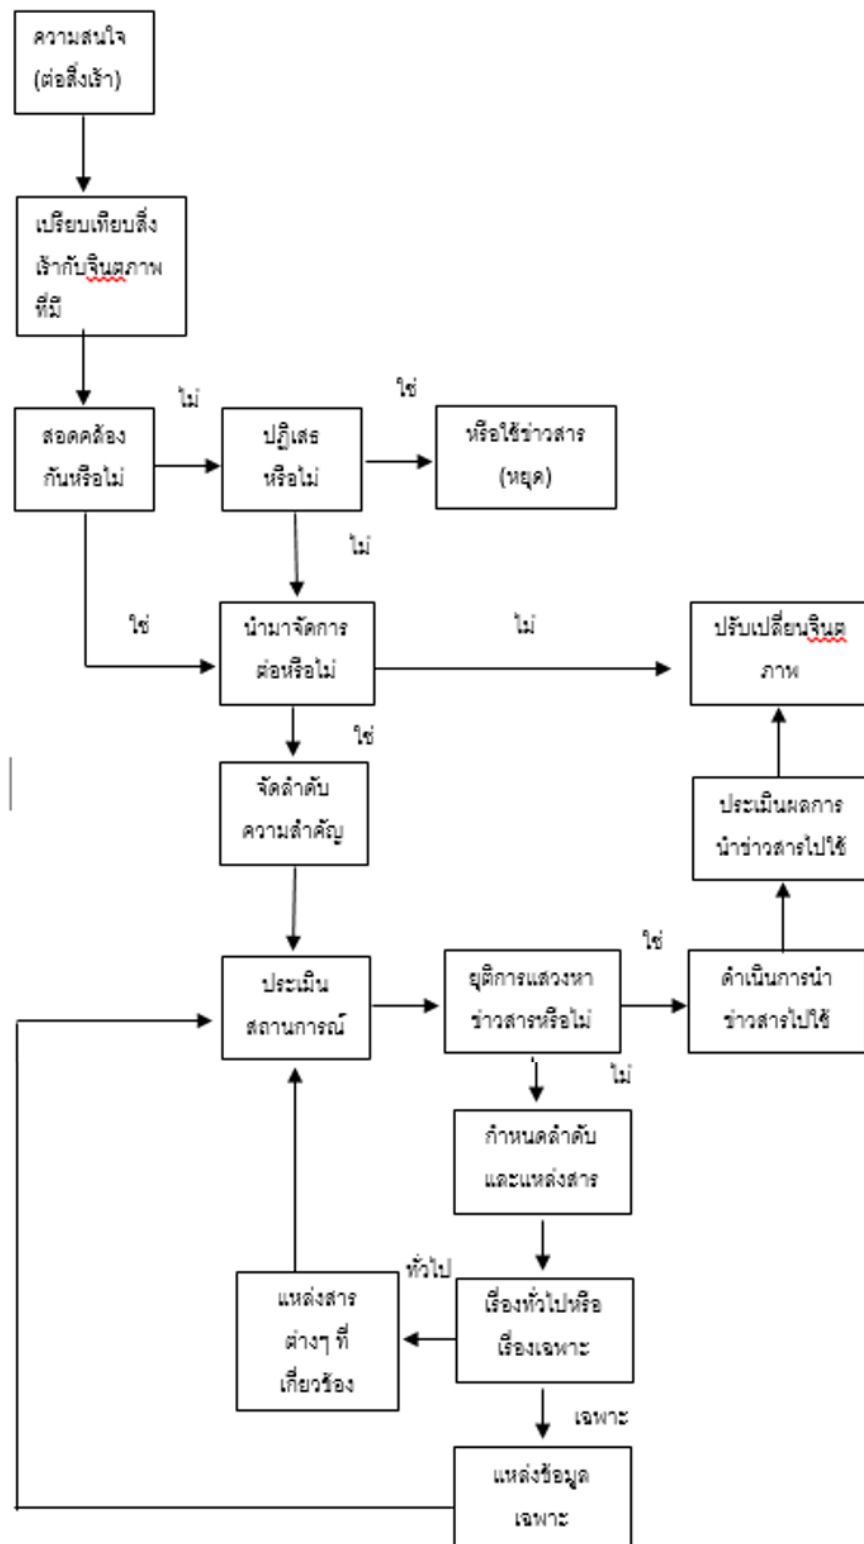 ความสนใจ
(ต่อสิ่งเร้า)
เปรียบเทียบสิ่ง
เร้ากับจินตภาพ
ที่มี
ไม่
ใช่
สอดคล้อง
กันหรือไม่
ปฏิเสธ
หรือไม่
หรือใช้ข่าวสาร
(หยุด)
ไม่
ใช่
นำมาจัดการ
ต่อหรือไม่
ไม่
ปรับเปลี่ยนจินต
ภาพ
ใช่
จัดลำดับ
ความสำคัญ
ประเมินผลการ
นำข่าวสารไปใช้
ใช่
ประเมิน
สถานการณ์
ยุติการแสวงหา
ข่าวสารหรือไม่
ดำเนินการนำ
ข่าวสารไปใช้
ไม่
กำหนดลำดับ
และแหล่งสาร
ทั่วไป
แหล่งสาร
ต่างๆ ที่
เกี่ยวข้อง
เรื่องทั่วไปหรือ
เรื่องเฉพาะ
เฉพาะ
แหล่งข้อมูล
เฉพาะ